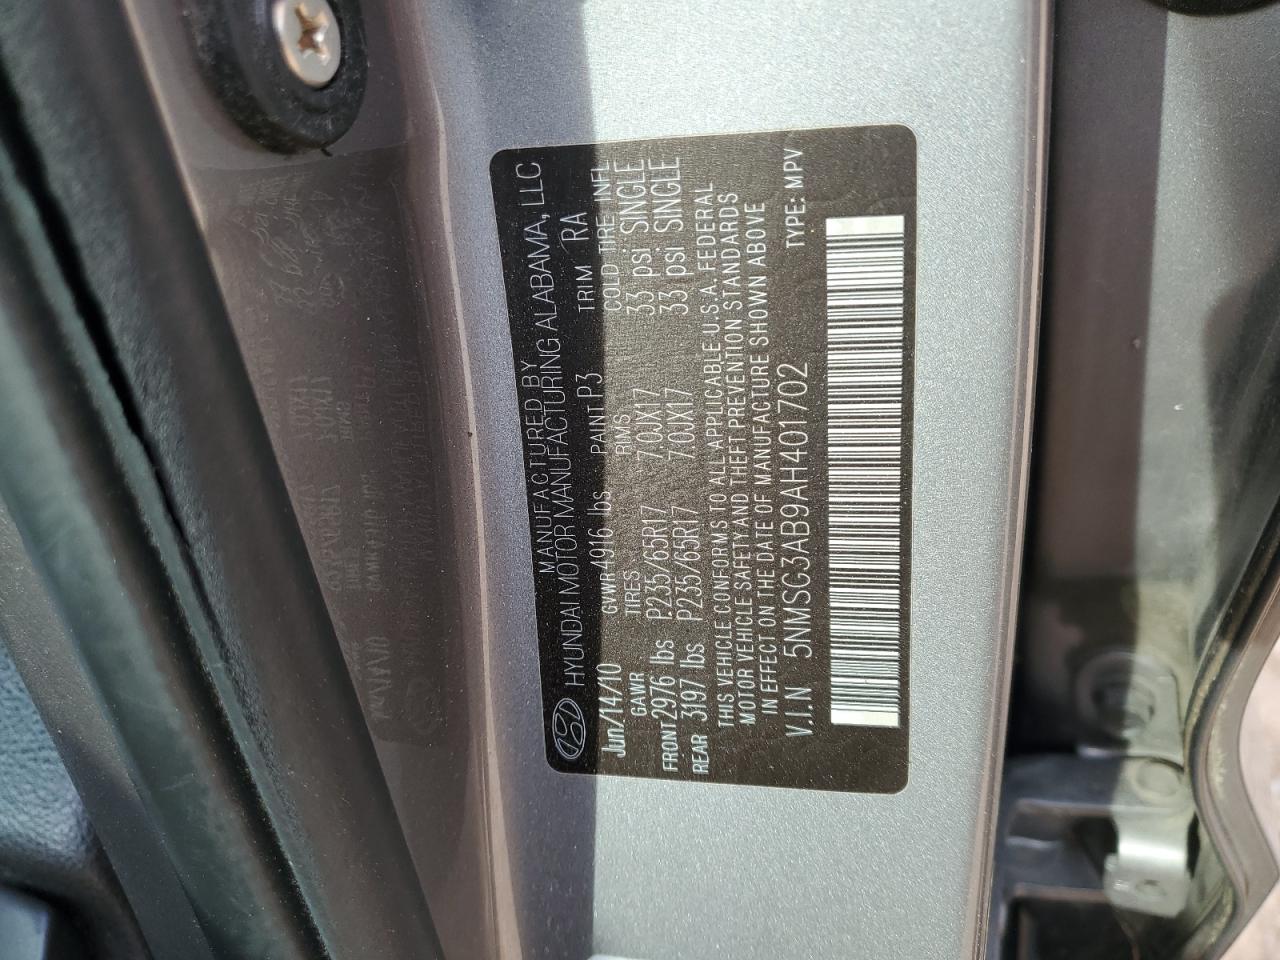 MANUFACTURED BY
HYUNDAI MOTOR MANUFACTURING ALABAMA, LLC
Jun/14/10 GVWR 4916 lbs PAINT P3 TRIM RA
GAWR TIRES RIMS COLD TIRE INFL
FRONT 2976 lbs P235/65R17 7.0JX17 33 psi SINGLE
REAR 3197 lbs P235/65R17 7.0JX17 33 psi SINGLE
THIS VEHICLE CONFORMS TO ALL APPLICABLE U.S.A. FEDERAL
MOTOR VEHICLE SAFETY AND THEFT PREVENTION STANDARDS
IN EFFECT ON THE DATE OF MANUFACTURE SHOWN ABOVE
V.I.N 5NMSG3AB9AH401702 TYPE: MPV